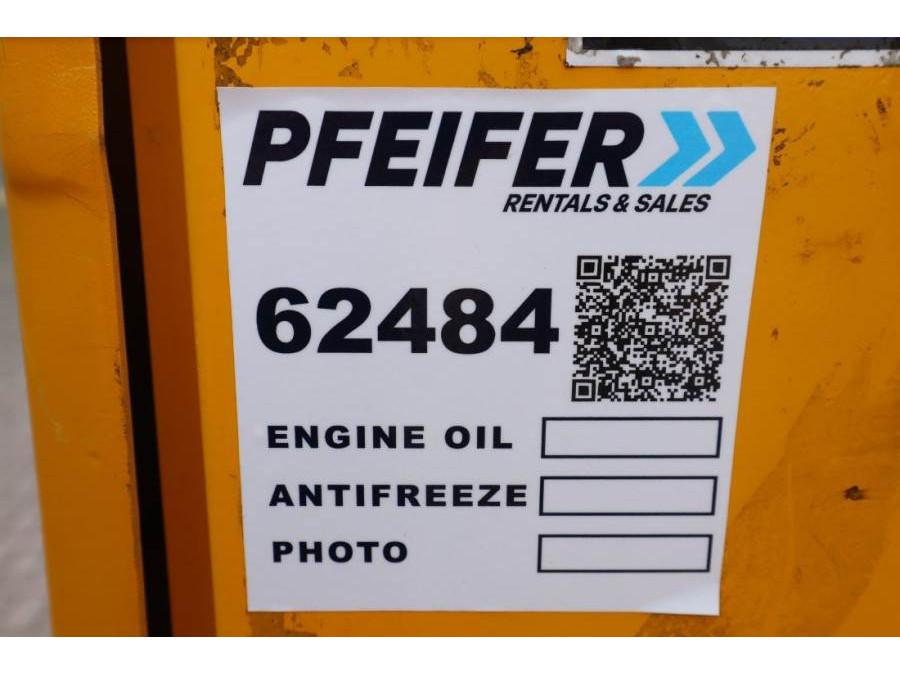 PFEIFER
RENTALS & SALES
62484
ENGINE OIL
ANTIFREEZE
PHOTO